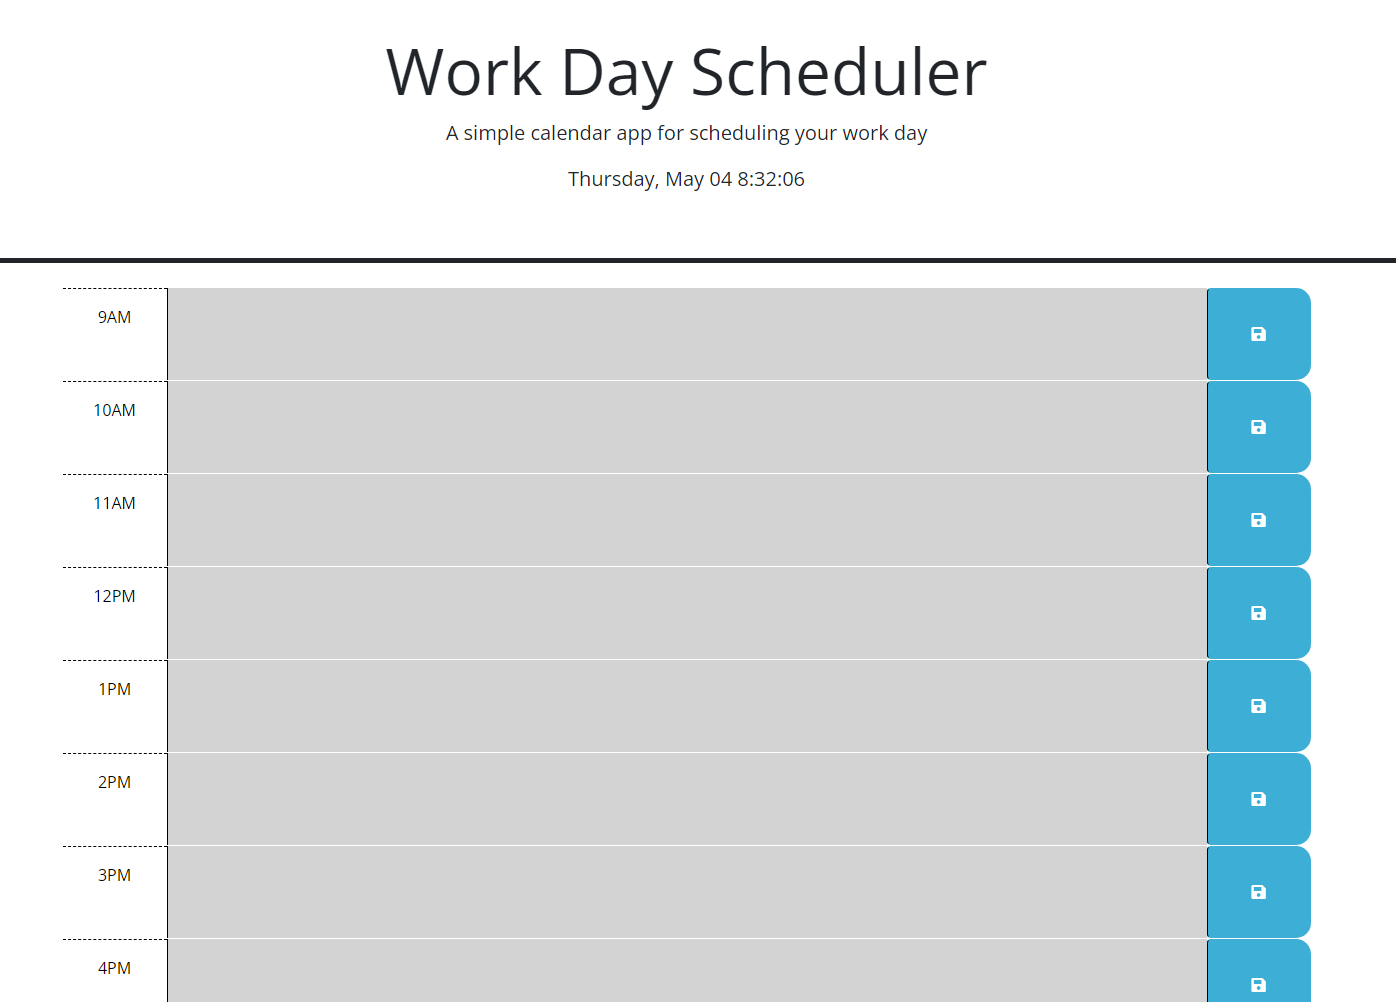 Work Day Scheduler
A simple calendar app for scheduling your work day
Thursday, May 04 8:32:06
9AM
10AM
11AM
12PM
1PM
2PM
3PM
4PM